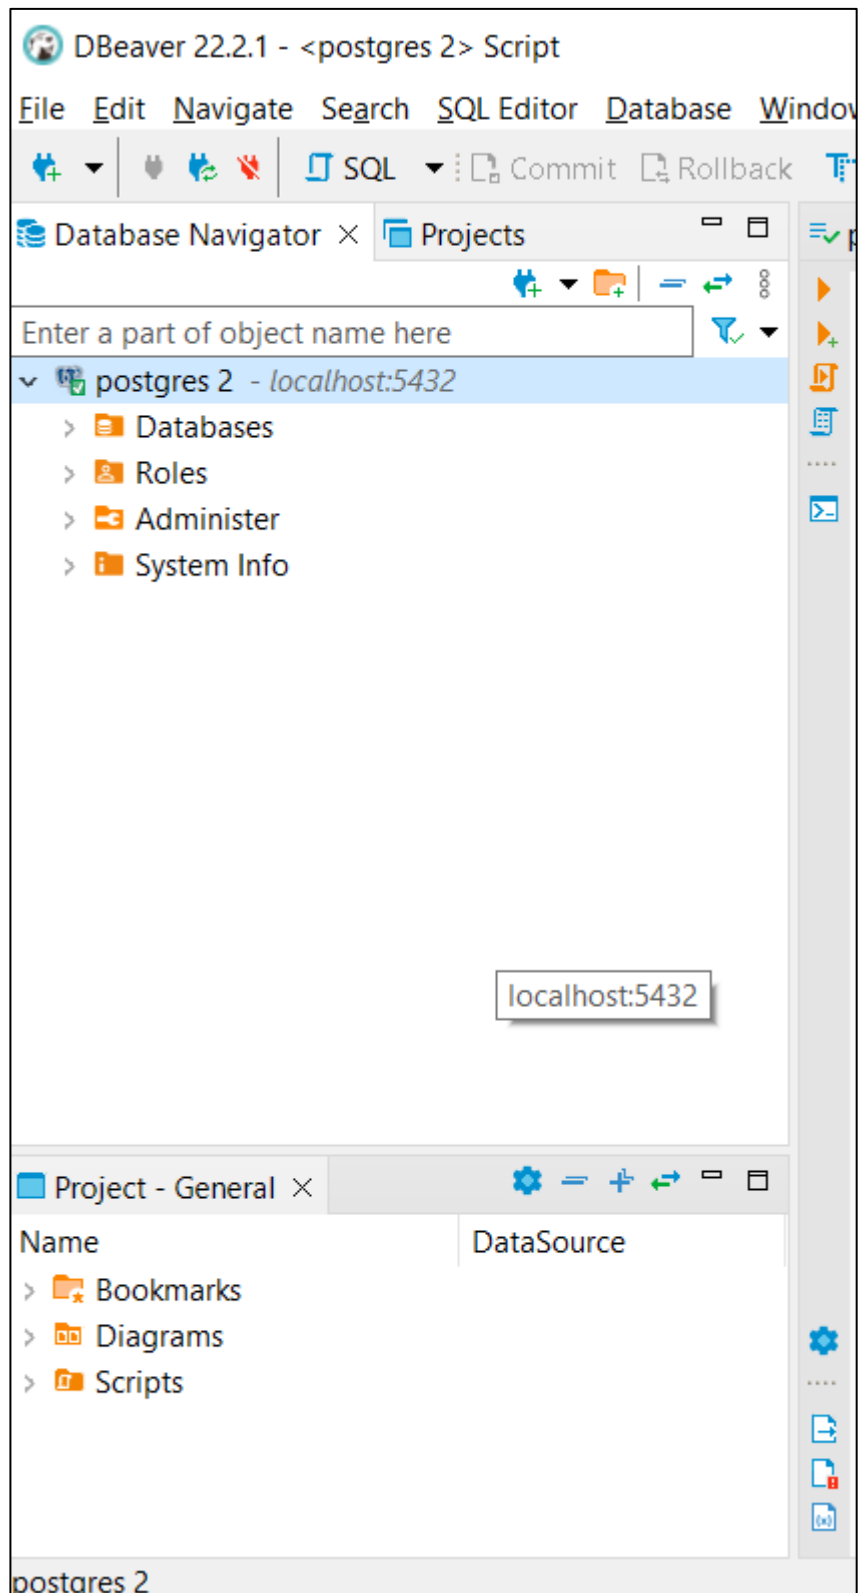 DBeaver 22.2.1 - <postgres 2> Script
File Edit Navigate Search SQL Editor Database Window
SQL Commit Rollback
Database Navigator Projects
Enter a part of object name here
postgres 2 - localhost:5432
Databases
Roles
Administer
System Info
localhost:5432
Project - General
Name DataSource
Bookmarks
Diagrams
Scripts
postgres 2